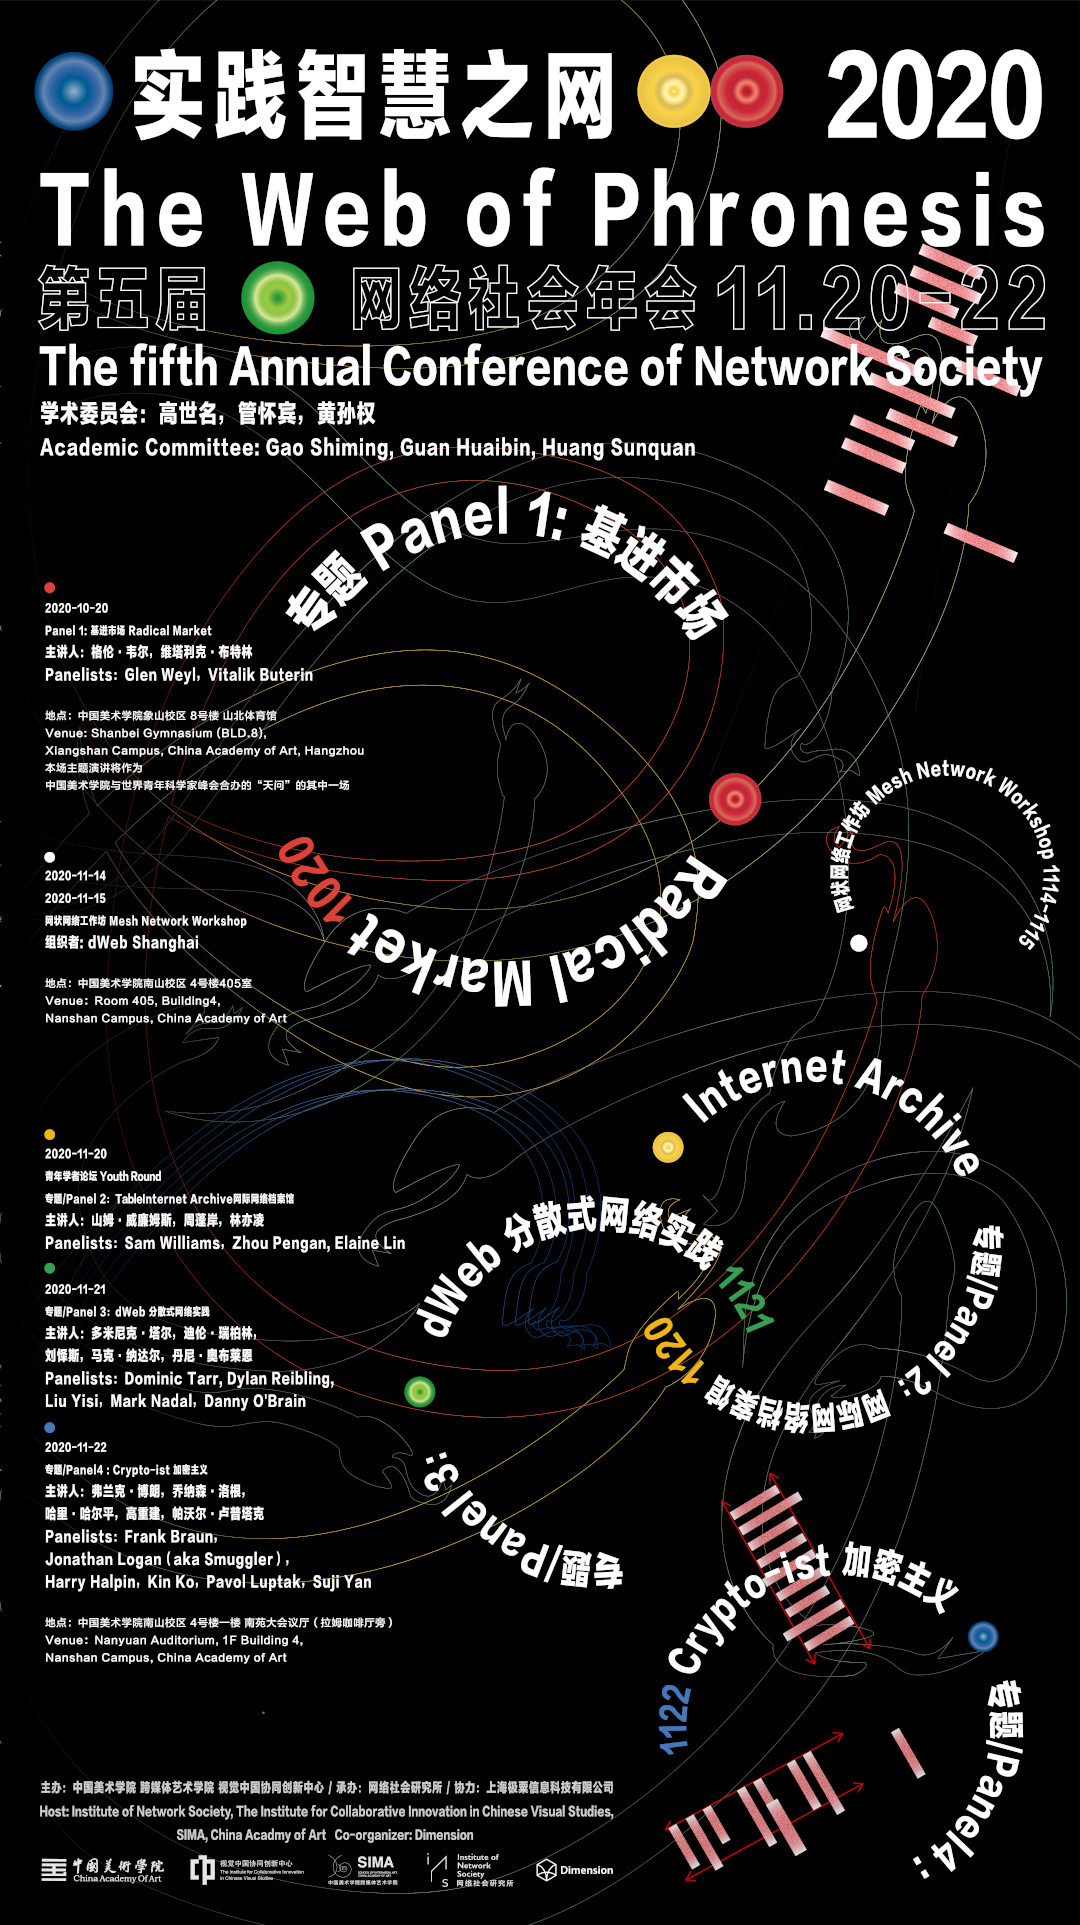 实践智慧之网 2020
The Web of Phronesis
第五届 网络社会年会 11.20-22
The fifth Annual Conference of Network Society
学术委员会：高世名，管怀宾，黄孙权
Academic Committee: Gao Shiming, Guan Huaibin, Huang Sunquan
专题 Panel 1: 基进市场
Radical Market 1020
2020-10-20
Panel 1: 基进市场 Radical Market
主讲人：格伦·韦尔，维塔利克·布特林
Panelists: Glen Weyl, Vitalik Buterin
地点：中国美术学院象山校区 8号楼 山北体育馆
Venue: Shanbei Gymnasium (BLD.8),
Xiangshan Campus, China Academy of Art, Hangzhou
本场主题演讲将作为
中国美术学院与世界青年科学家峰会合办的“天问”的其中一场
网状网络工作坊 Mesh Network Workshop 1114-1115
2020-11-14
2020-11-15
网状网络工作坊 Mesh Network Workshop
组织者: dWeb Shanghai
地点：中国美术学院南山校区 4号楼405室
Venue: Room 405, Building4,
Nanshan Campus, China Academy of Art
Internet Archive
专题/Panel 2: 网际网络档案馆 1120
dWeb 分散式网络实践 1121
专题/Panel 3:
2020-11-20
青年学者论坛 Youth Round
专题/Panel 2: TableInternet Archive网际网络档案馆
主讲人：山姆·威廉姆斯，周蓬岸，林亦凌
Panelists: Sam Williams, Zhou Pengan, Elaine Lin
2020-11-21
专题/Panel 3: dWeb 分散式网络实践
主讲人：多米尼克·塔尔，迪伦·瑞柏林，
刘怿斯，马克·纳达尔，丹尼·奥布莱恩
Panelists: Dominic Tarr, Dylan Reibling,
Liu Yisi, Mark Nadal, Danny O'Brain
2020-11-22
专题/Panel4 : Crypto-ist 加密主义
主讲人：弗兰克·博朗，乔纳森·洛根，
哈里·哈尔平，高重建，帕沃尔·卢普塔克
Panelists: Frank Braun,
Jonathan Logan (aka Smuggler),
Harry Halpin, Kin Ko, Pavol Luptak, Suji Yan
地点：中国美术学院南山校区 4号楼一楼 南苑大会议厅（拉姆咖啡厅旁）
Venue: Nanyuan Auditorium, 1F Building 4,
Nanshan Campus, China Academy of Art
1122 Crypto-ist 加密主义
专题/Panel4 :
主办：中国美术学院 跨媒体艺术学院 视觉中国协同创新中心 / 承办：网络社会研究所 / 协力：上海极粟信息科技有限公司
Host: Institute of Network Society, The Institute for Collaborative Innovation in Chinese Visual Studies,
SIMA, China Acadmy of Art Co-organizer: Dimension
中国美術學院
China Academy Of Art
视觉中国协同创新中心
The Institute for Collaborative Innovation
in Chinese Visual Studies
SIMA
中国美术学院跨媒体艺术学院
Institute of
Network
Society
网络社会研究所
Dimension